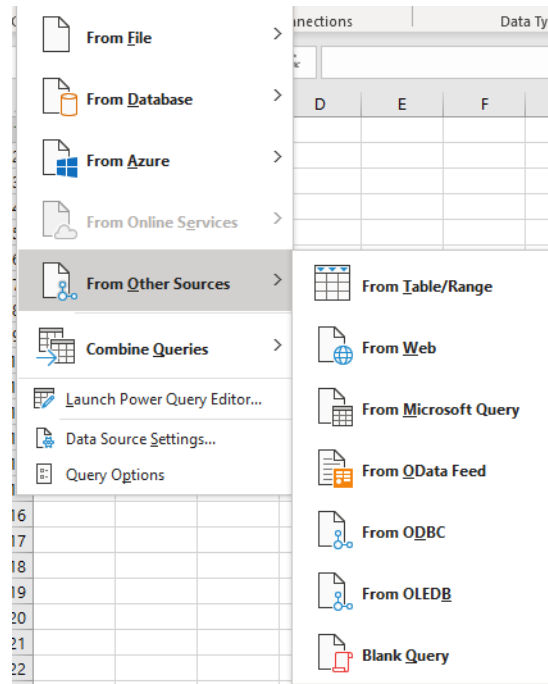 nnections
Data Ty
From File
From Database
From Azure
From Online Services
From Other Sources
Combine Queries
Launch Power Query Editor...
Data Source Settings...
Query Options
D E F
From Table/Range
From Web
From Microsoft Query
From OData Feed
From ODBC
From OLEDB
Blank Query
16
17
18
19
20
21
22